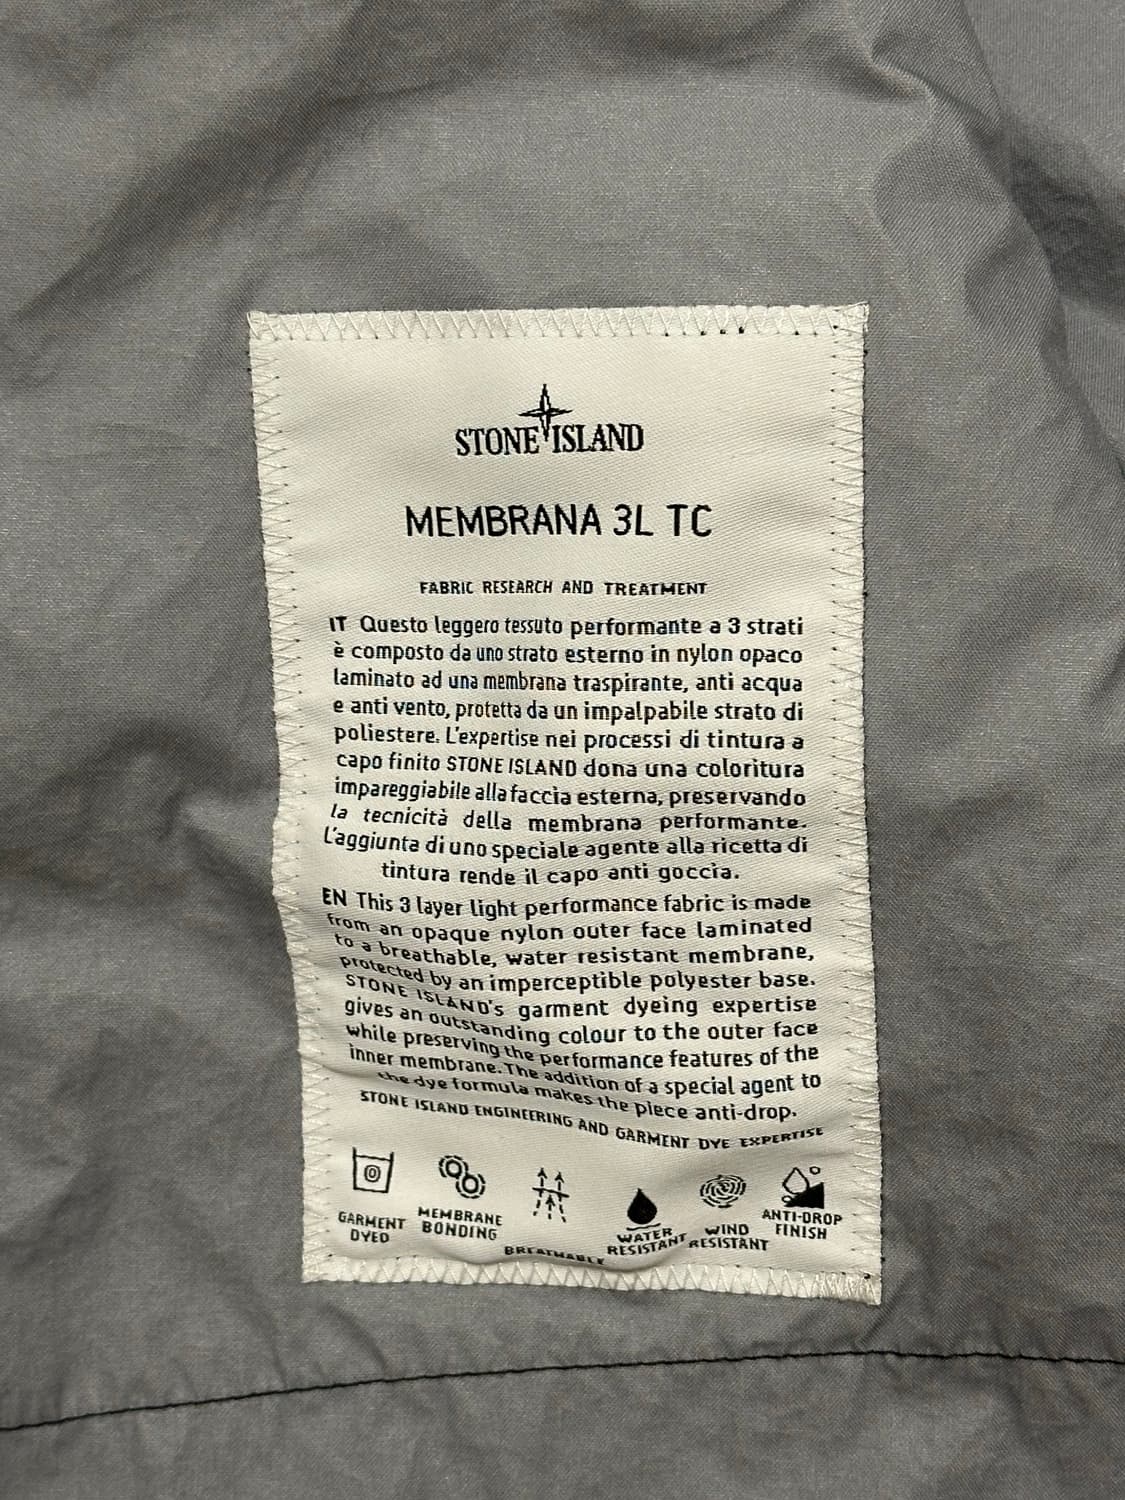 STONE ISLAND
MEMBRANA 3L TC
FABRIC RESEARCH AND TREATMENT
IT Questo leggero tessuto performante a 3 strati
è composto da uno strato esterno in nylon opaco
laminato ad una membrana traspirante, anti acqua
e anti vento, protetta da un impalpabile strato di
poliestere. L'expertise nei processi di tintura a
capo finito STONE ISLAND dona una coloritura
impareggiabile alla faccia esterna, preservando
la tecnicità della membrana performante.
L'aggiunta di uno speciale agente alla ricetta di
tintura rende il capo anti goccia.
EN This 3 layer light performance fabric is made
from an opaque nylon outer face laminated
to a breathable, water resistant membrane,
protected by an imperceptible polyester base.
STONE ISLAND's garment dyeing expertise
gives an outstanding colour to the outer face
while preserving the performance features of the
inner membrane. The addition of a special agent to
the dye formula makes the piece anti-drop.
STONE ISLAND ENGINEERING AND GARMENT DYE EXPERTISE
GARMENT
DYED
MEMBRANE
BONDING
BREATHABLE
WATER
RESISTANT
WIND
RESISTANT
ANTI-DROP
FINISH